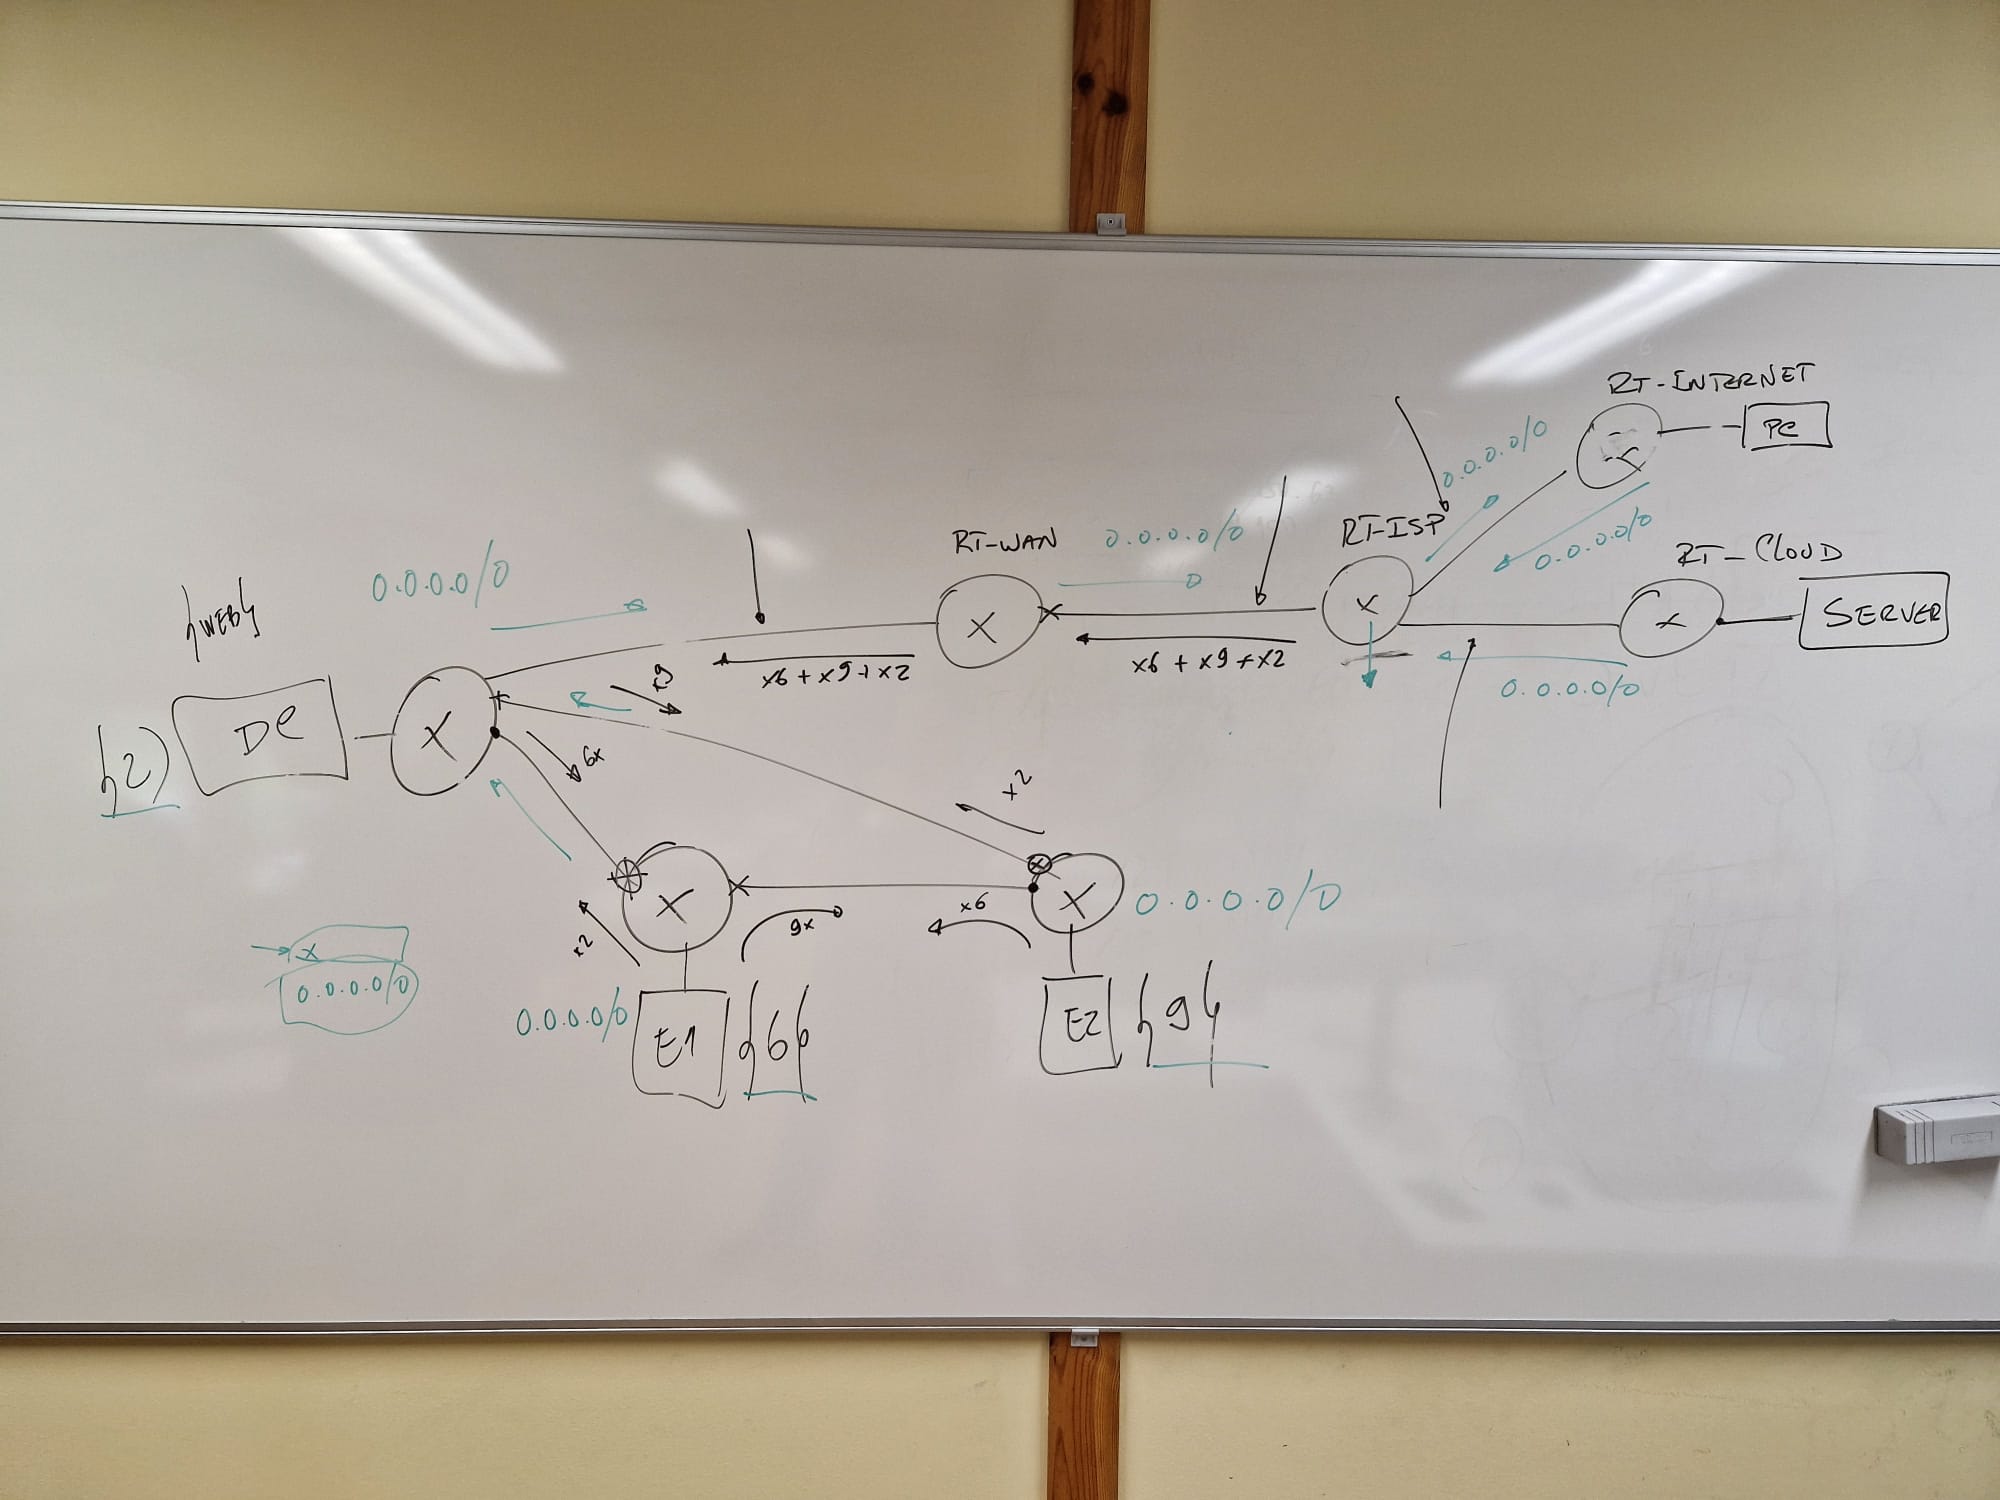 RT-INTERNET
PC
0.0.0.0/0
0.0.0.0/0
RT-ISP
RT-CLOUD
SERVER
0.0.0.0/0
RT-WAN
0.0.0.0/0
x6 + x9 + x2
x6 + x9 + x2
0.0.0.0/0
{WEB}
DC
{2}
x9
6x
x2
x6
9x
x2
0.0.0.0/0
x
0.0.0.0/0
0.0.0.0/0
E1
{6}
E2
{9}